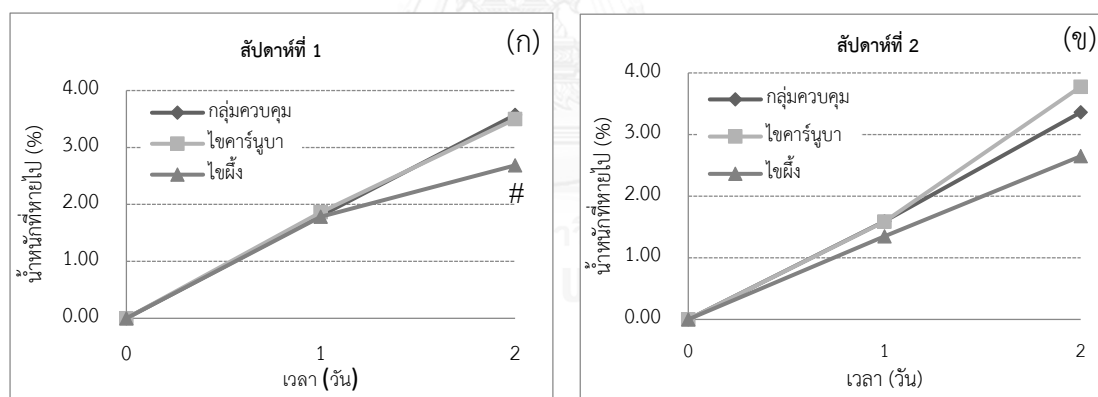 สัปดาห์ที่ 1
(ก)
น้ำหนักที่หายไป (%)
4.00
3.00
2.00
1.00
0.00
กลุ่มควบคุม
ไขคาร์นูบา
ไขผึ้ง
#
0 1 2
เวลา (วัน)
สัปดาห์ที่ 2
(ข)
น้ำหนักที่หายไป (%)
4.00
3.00
2.00
1.00
0.00
กลุ่มควบคุม
ไขคาร์นูบา
ไขผึ้ง
0 1 2
เวลา (วัน)